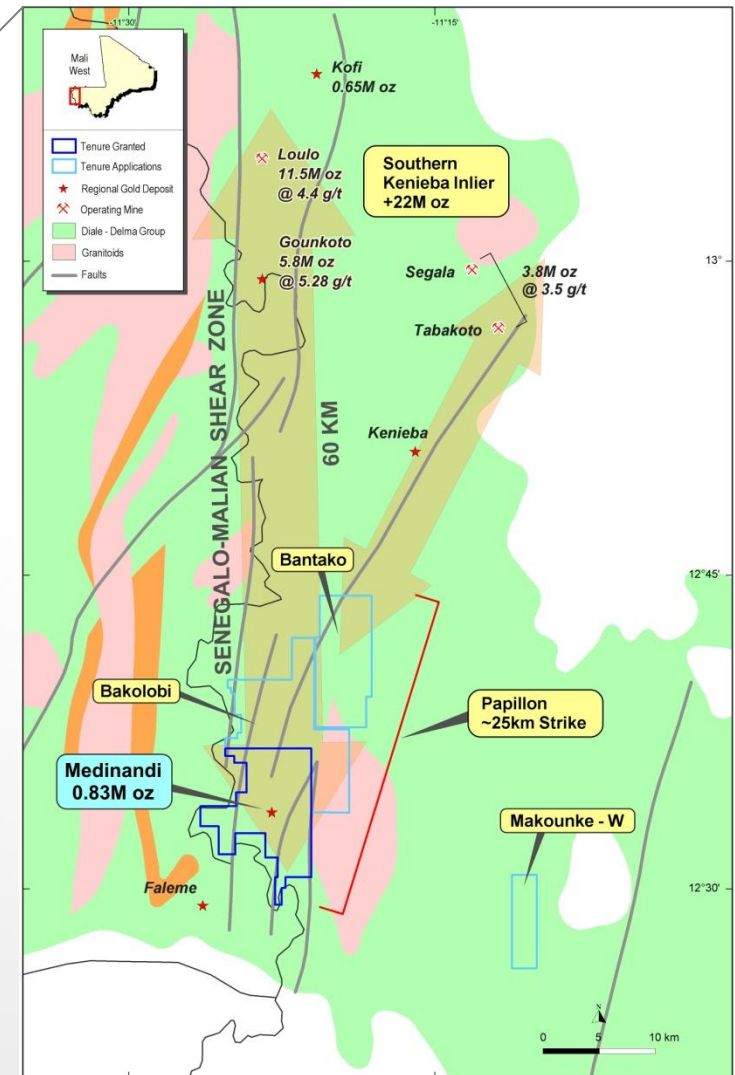 -11°30'
-11°15'
Mali
West
Tenure Granted
Tenure Applications
Regional Gold Deposit
Operating Mine
Diale - Delma Group
Granitoids
Faults
Kofi
0.65M oz
Loulo
11.5M oz
@ 4.4 g/t
Southern
Kenieba Inlier
+22M oz
Gounkoto
5.8M oz
@ 5.28 g/t
Segala
3.8M oz
@ 3.5 g/t
13°
Tabakoto
SENEGALO-MALIAN SHEAR ZONE
60 KM
Kenieba
Bantako
12°45'
Bakolobi
Papillon
~25km Strike
Medinandi
0.83M oz
Makounke - W
Faleme
12°30'
N
0 5 10 km